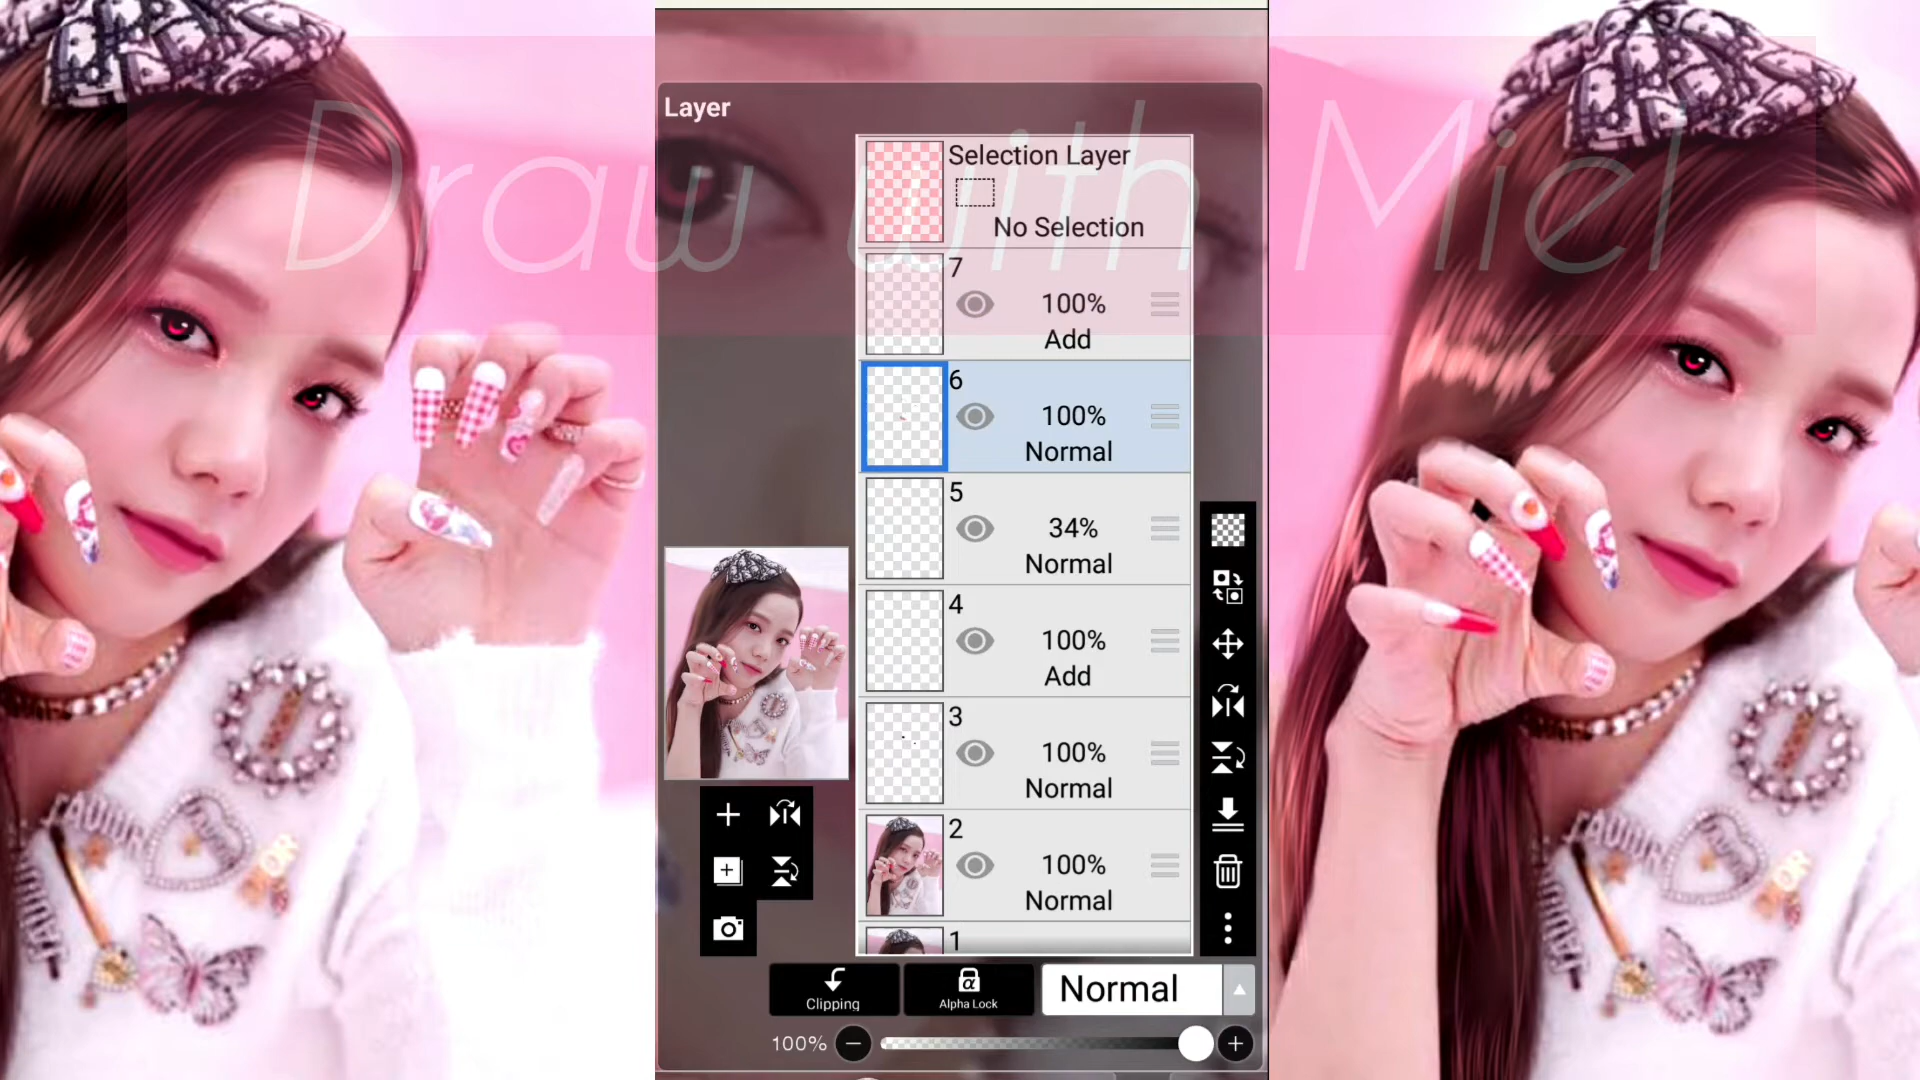 Draw with Miel
Layer
Selection Layer
No Selection
7
100%
Add
6
100%
Normal
5
34%
Normal
4
100%
Add
3
100%
Normal
2
100%
Normal
1
Clipping
Alpha Lock
Normal
100%
J'ADIOR